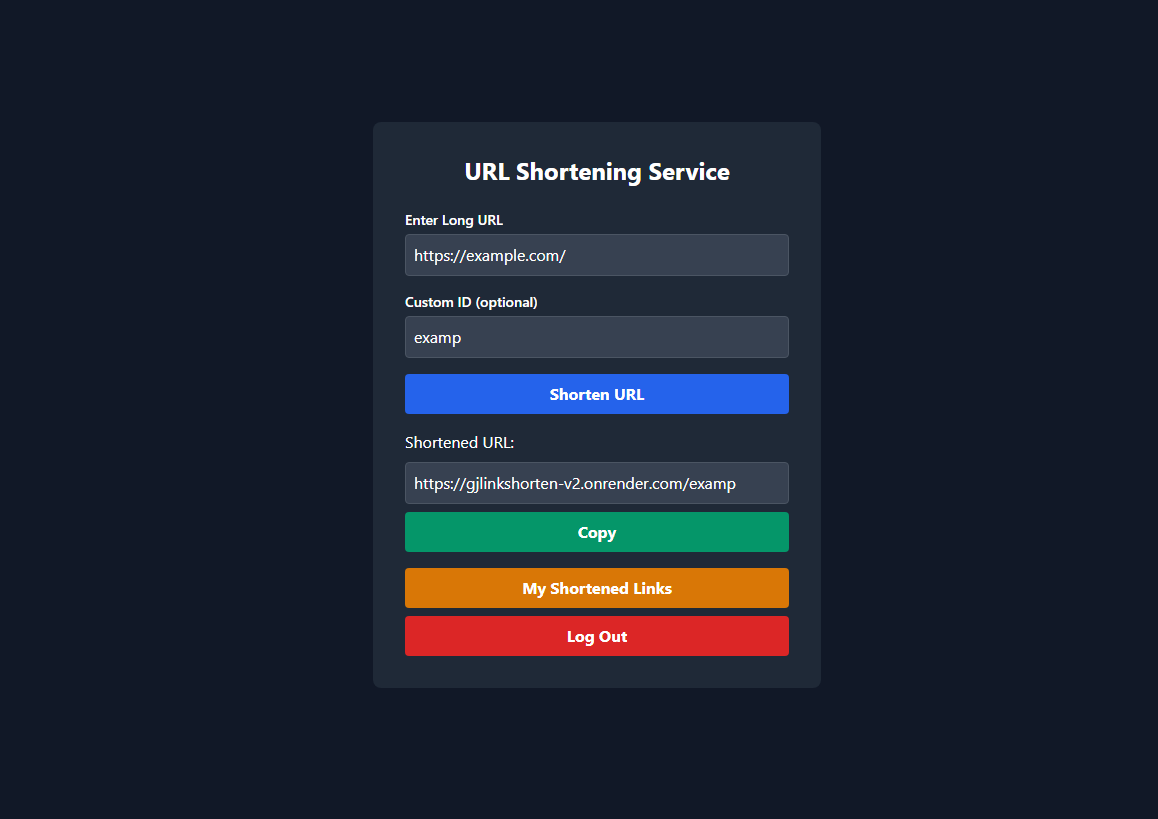 URL Shortening Service
Enter Long URL
https://example.com/
Custom ID (optional)
examp
Shorten URL
Shortened URL:
https://gjlinkshorten-v2.onrender.com/examp
Copy
My Shortened Links
Log Out